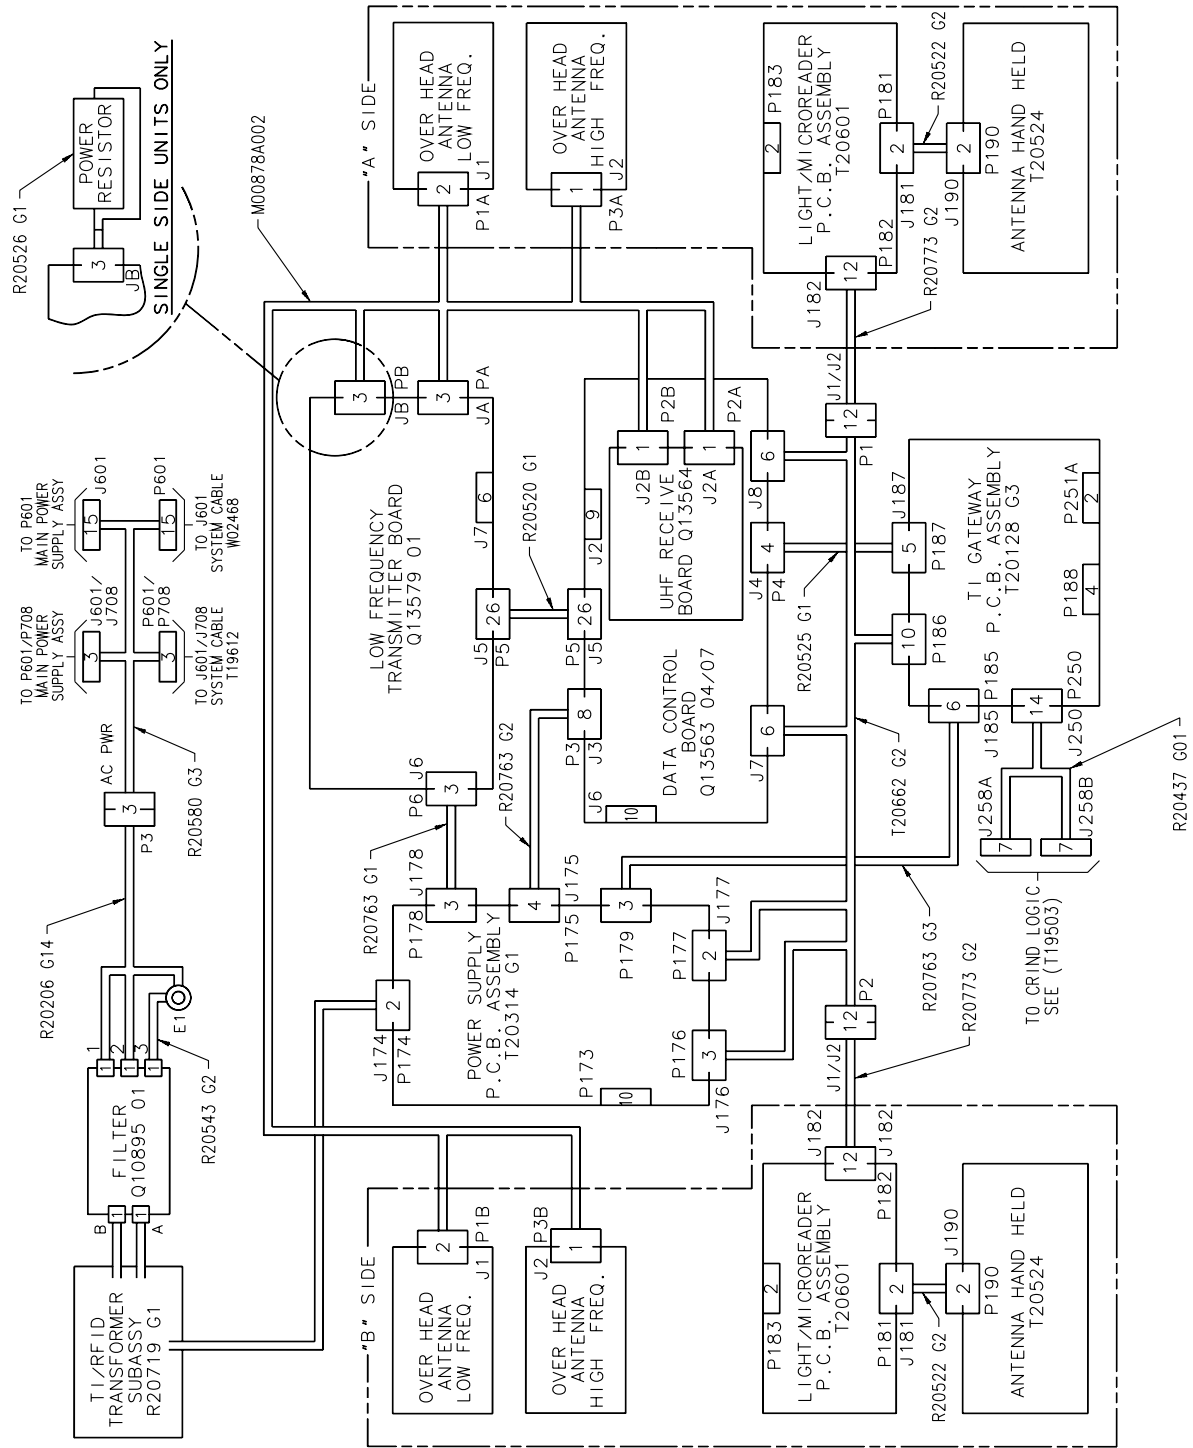 R20526 G1
POWER
RESISTOR
3
JB
SINGLE SIDE UNITS ONLY
M00878A002
"A" SIDE
OVER HEAD
ANTENNA
LOW FREQ.
2
P1A
J1
OVER HEAD
ANTENNA
HIGH FREQ.
1
P3A
J2
2
P183
LIGHT/MICROREADER
P.C.B. ASSEMBLY
T20601
J182
12
P182
2
P181
J181
R20522 G2
R20773 G2
J190
2
P190
ANTENNA HAND HELD
T20524
TO P601
MAIN POWER
SUPPLY ASSY
15
J601
15
P601
TO J601
SYSTEM CABLE
W02468
TO P601/P708
MAIN POWER
SUPPLY ASSY
3
J601/
J708
P601/
P708
3
TO J601/J708
SYSTEM CABLE
T19612
AC PWR
3
P3
R20580 G3
R20206 G14
1
2
3
1
1
1
E1
R20543 G2
FILTER
Q10895 01
B
1
1
A
TI/RFID
TRANSFORMER
SUBASSY
R20719 G1
3
JB
PB
3
JA
PA
LOW FREQUENCY
TRANSMITTER BOARD
Q13579 01
J7
6
P6
J6
3
J5
P5
26
R20520 G1
P5
J5
26
J2
9
P3
J3
8
J6
10
UHF RECEIVE
BOARD Q13564
J2B
1
P2B
J2A
1
P2A
J8
6
J4
P4
4
DATA CONTROL
BOARD
Q13563 04/07
J7
6
R20763 G1
R20763 G2
P178
J178
3
4
P175
J175
3
P179
POWER SUPPLY
P.C.B. ASSEMBLY
T20314 G1
J174
P174
2
P173
10
P177
J177
2
P176
J176
3
J1/J2
12
P1
R20525 G1
J187
5
P187
10
P186
TI GATEWAY
P.C.B. ASSEMBLY
T20128 G3
P251A
2
P188
4
J185
P185
6
14
J250
P250
T20662 G2
J258A
7
J258B
7
R20437 G01
TO CRIND LOGIC
SEE (T19503)
R20763 G3
R20773 G2
P2
12
J1/J2
"B" SIDE
OVER HEAD
ANTENNA
LOW FREQ.
2
J1
P1B
OVER HEAD
ANTENNA
HIGH FREQ.
J2
P3B
1
P183
2
LIGHT/MICROREADER
P.C.B. ASSEMBLY
T20601
J182
12
P182
J182
P181
J181
2
R20522 G2
J190
2
P190
ANTENNA HAND HELD
T20524